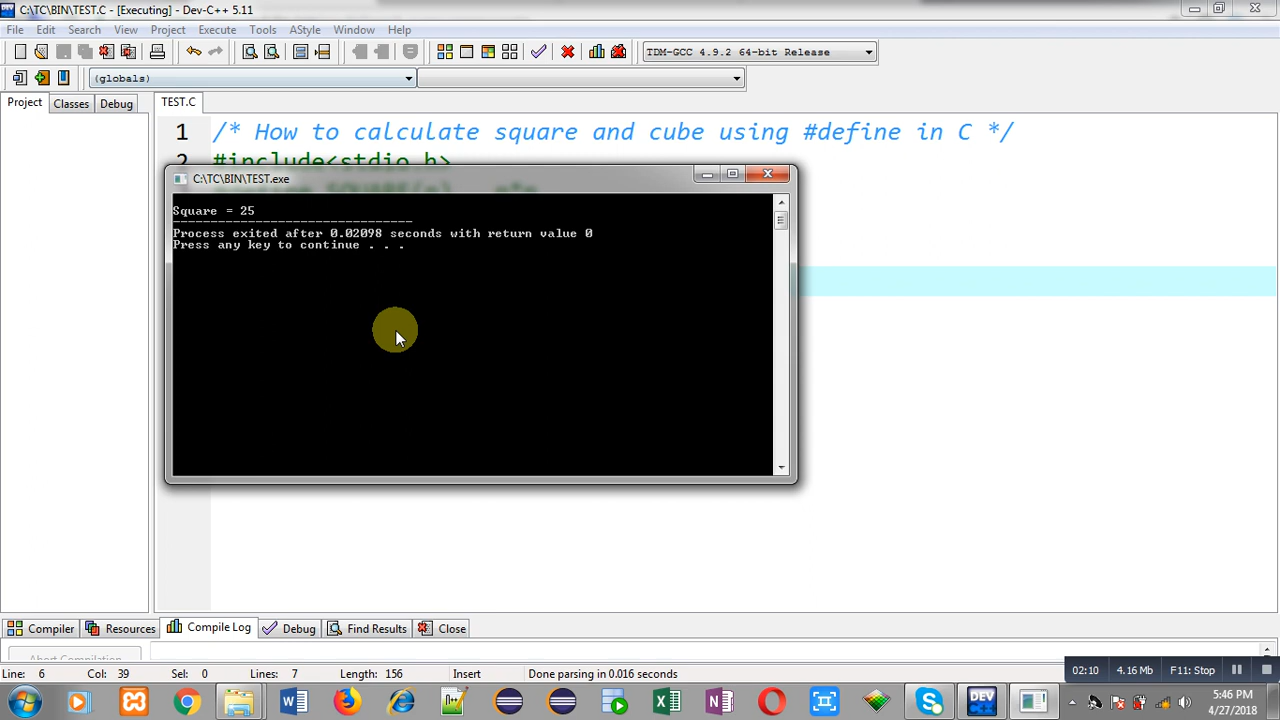 C:\TC\BIN\TEST.C - [Executing] - Dev-C++ 5.11
File Edit Search View Project Execute Tools AStyle Window Help
TDM-GCC 4.9.2 64-bit Release
(globals)
Project Classes Debug TEST.C
1 /* How to calculate square and cube using #define in C */
2 #include<stdio.h>
C:\TC\BIN\TEST.exe
Square = 25
--------------------------------
Process exited after 0.02098 seconds with return value 0
Press any key to continue . . .
Compiler Resources Compile Log Debug Find Results Close
Abort Compilation
Line: 6 Col: 39 Sel: 0 Lines: 7 Length: 156 Insert Done parsing in 0.016 seconds
02:10 4.16 Mb F11: Stop
5:46 PM
4/27/2018